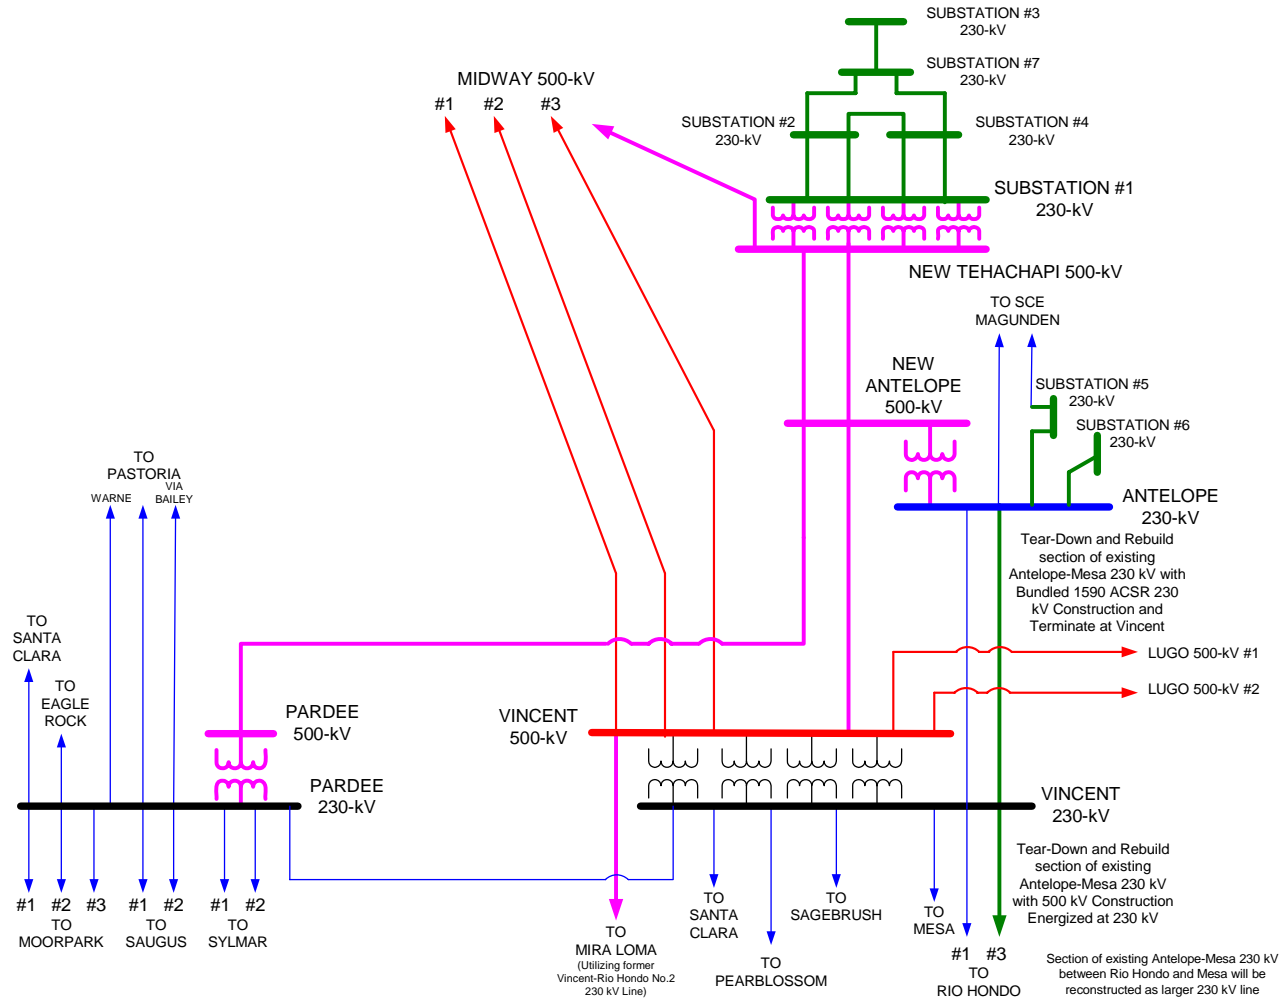 SUBSTATION #3
230-kV
SUBSTATION #7
230-kV
MIDWAY 500-kV
#1 #2 #3
SUBSTATION #2
230-kV
SUBSTATION #4
230-kV
SUBSTATION #1
230-kV
NEW TEHACHAPI 500-kV
TO SCE
MAGUNDEN
NEW
ANTELOPE
500-kV
SUBSTATION #5
230-kV
SUBSTATION #6
230-kV
ANTELOPE
230-kV
TO
PASTORIA
WARNE
VIA
BAILEY
Tear-Down and Rebuild
section of existing
Antelope-Mesa 230 kV with
Bundled 1590 ACSR 230
kV Construction and
Terminate at Vincent
TO
SANTA
CLARA
TO
EAGLE
ROCK
LUGO 500-kV #1
LUGO 500-kV #2
PARDEE
500-kV
VINCENT
500-kV
PARDEE
230-kV
VINCENT
230-kV
Tear-Down and Rebuild
section of existing
Antelope-Mesa 230 kV
with 500 kV Construction
Energized at 230 kV
#1 #2 #3
TO
MOORPARK
#1 #2
TO
SAUGUS
#1 #2
TO
SYLMAR
TO
MIRA LOMA
(Utilizing former
Vincent-Rio Hondo No.2
230 kV Line)
TO
SANTA
CLARA
TO
PEARBLOSSOM
TO
SAGEBRUSH
TO
MESA
#1 #3
TO
RIO HONDO
Section of existing Antelope-Mesa 230 kV
between Rio Hondo and Mesa will be
reconstructed as larger 230 kV line